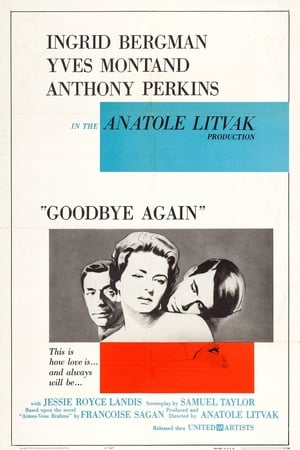 INGRID BERGMAN
YVES MONTAND
ANTHONY PERKINS
IN THE ANATOLE LITVAK
PRODUCTION
"GOODBYE AGAIN"
This is
how love is...
and always
will be...
with JESSIE ROYCE LANDIS Screenplay by SAMUEL TAYLOR
Based upon the novel
"Aimez-Vous Brahms" by FRANCOISE SAGAN Produced and
Directed by ANATOLE LITVAK
Released thru UNITED UA ARTISTS